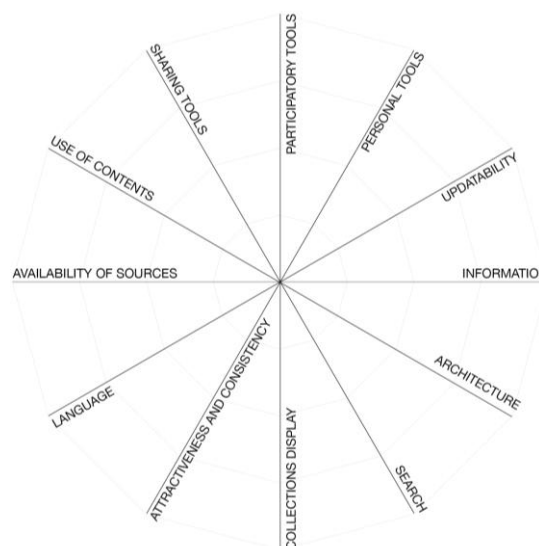 PARTICIPATORY TOOLS
PERSONAL TOOLS
UPDATABILITY
INFORMATIO
ARCHITECTURE
SEARCH
COLLECTIONS DISPLAY
ATTRACTIVENESS AND CONSISTENCY
LANGUAGE
AVAILABILITY OF SOURCES
USE OF CONTENTS
SHARING TOOLS